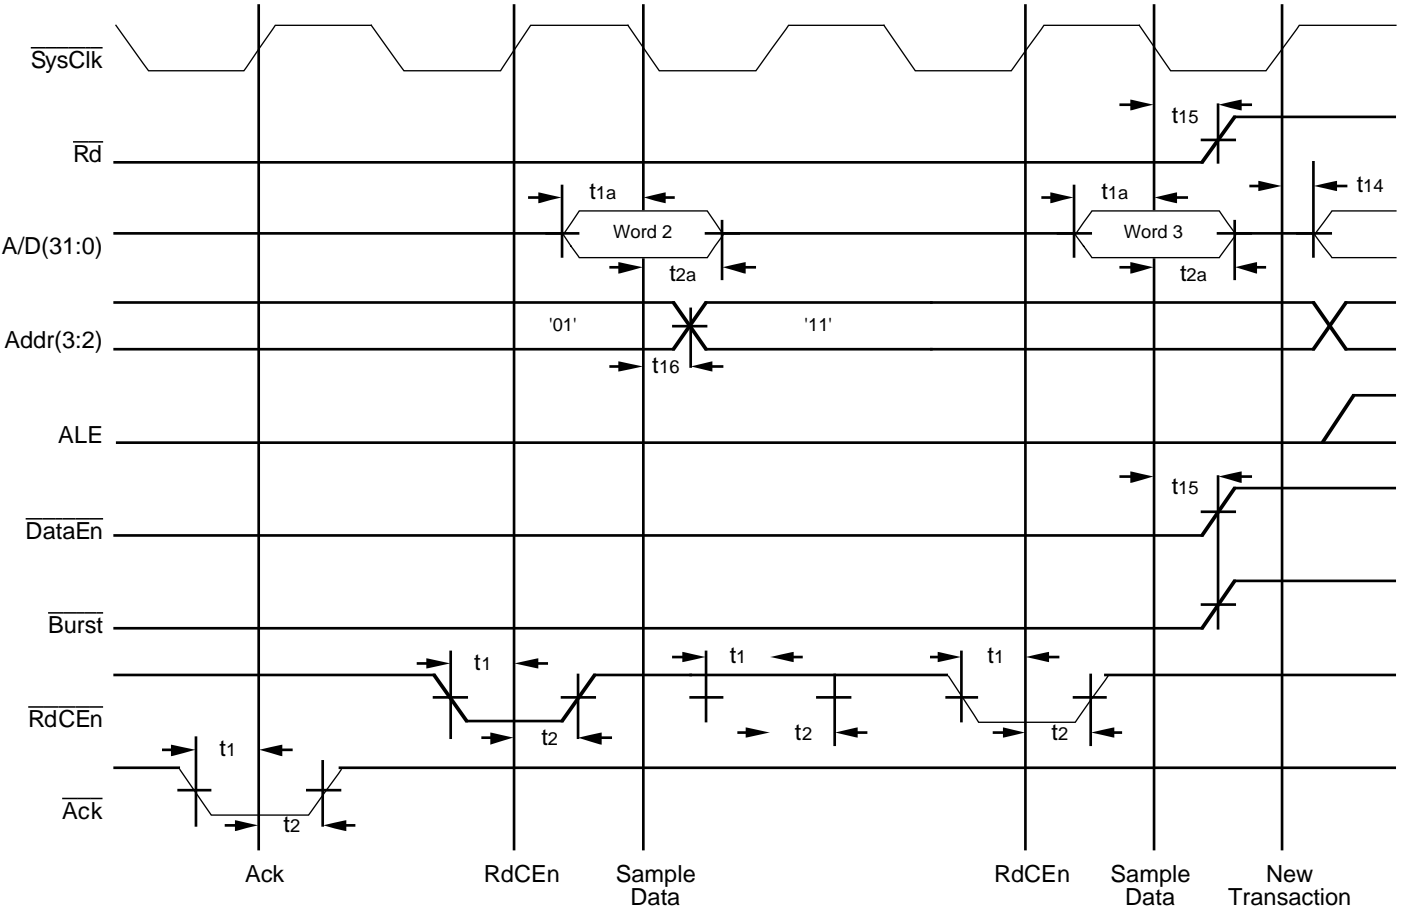 SysClk
t15
Rd
t1a
t1a
t14
Word 2
Word 3
A/D(31:0)
t2a
t2a
'01'
'11'
Addr(3:2)
t16
ALE
t15
DataEn
Burst
t1
t1
t1
RdCEn
t2
t2
t2
t1
Ack
t2
Ack
RdCEn
Sample
Data
RdCEn
Sample
Data
New
Transaction